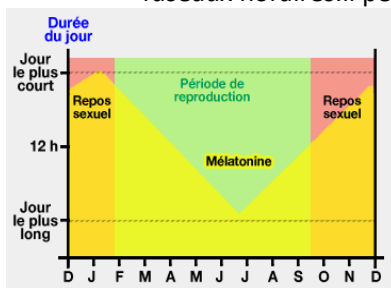 Durée
du jour
Jour
le plus
court
Période de
reproduction
Repos
sexuel
Repos
sexuel
12 h
Mélatonine
Jour
le plus
long
D J F M A M J J A S O N D